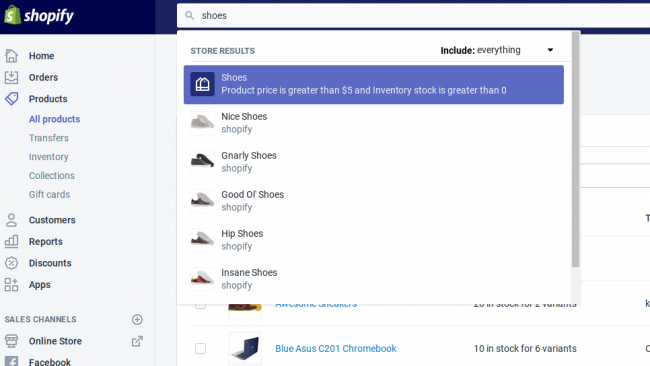 shopify
shoes
Home
Orders
Products
All products
Transfers
Inventory
Collections
Gift cards
Customers
Reports
Discounts
Apps
SALES CHANNELS
Online Store
Facebook
STORE RESULTS
Include: everything
Shoes
Product price is greater than $5 and Inventory stock is greater than 0
Nice Shoes
shopify
Gnarly Shoes
shopify
Good Ol' Shoes
shopify
Hip Shoes
shopify
Insane Shoes
shopify
Awesome Sneakers
in stock for 2 variants
Blue Asus C201 Chromebook
10 in stock for 6 variants